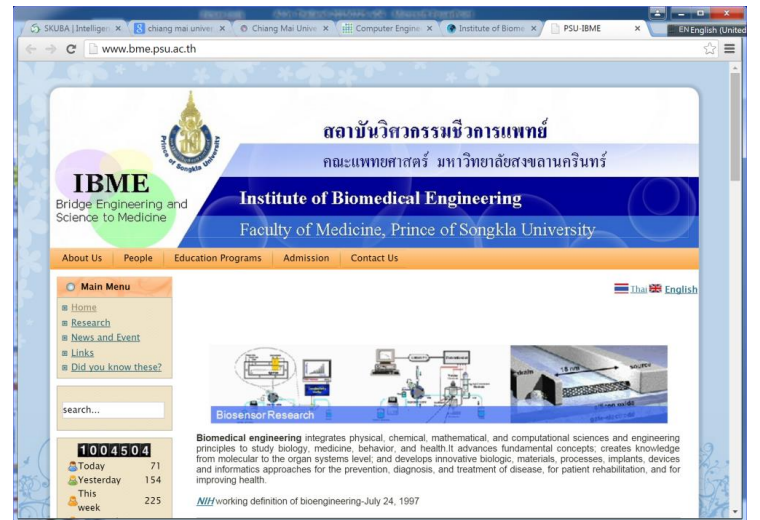 SKUBA | Intelligen
chiang mai univer
Chiang Mai Unive
Computer Engine
Institute of Biome
PSU-IBME
EN English (United
www.bme.psu.ac.th
Prince of Songkla University
สถาบันวิศวกรรมชีวการแพทย์
คณะแพทยศาสตร์ มหาวิทยาลัยสงขลานครินทร์
IBME
Bridge Engineering and
Science to Medicine
Institute of Biomedical Engineering
Faculty of Medicine, Prince of Songkla University
About Us People Education Programs Admission Contact Us
Main Menu
Home
Research
News and Event
Links
Did you know these?
search...
1004504
Today 71
Yesterday 154
This
week 225
Thai English
drain 15 nm source
Biosensor Research
Biomedical engineering integrates physical, chemical, mathematical, and computational sciences and engineering
principles to study biology, medicine, behavior, and health.It advances fundamental concepts; creates knowledge
from molecular to the organ systems level; and develops innovative biologic, materials, processes, implants, devices
and informatics approaches for the prevention, diagnosis, and treatment of disease, for patient rehabilitation, and for
improving health.
NIH working definition of bioengineering-July 24, 1997